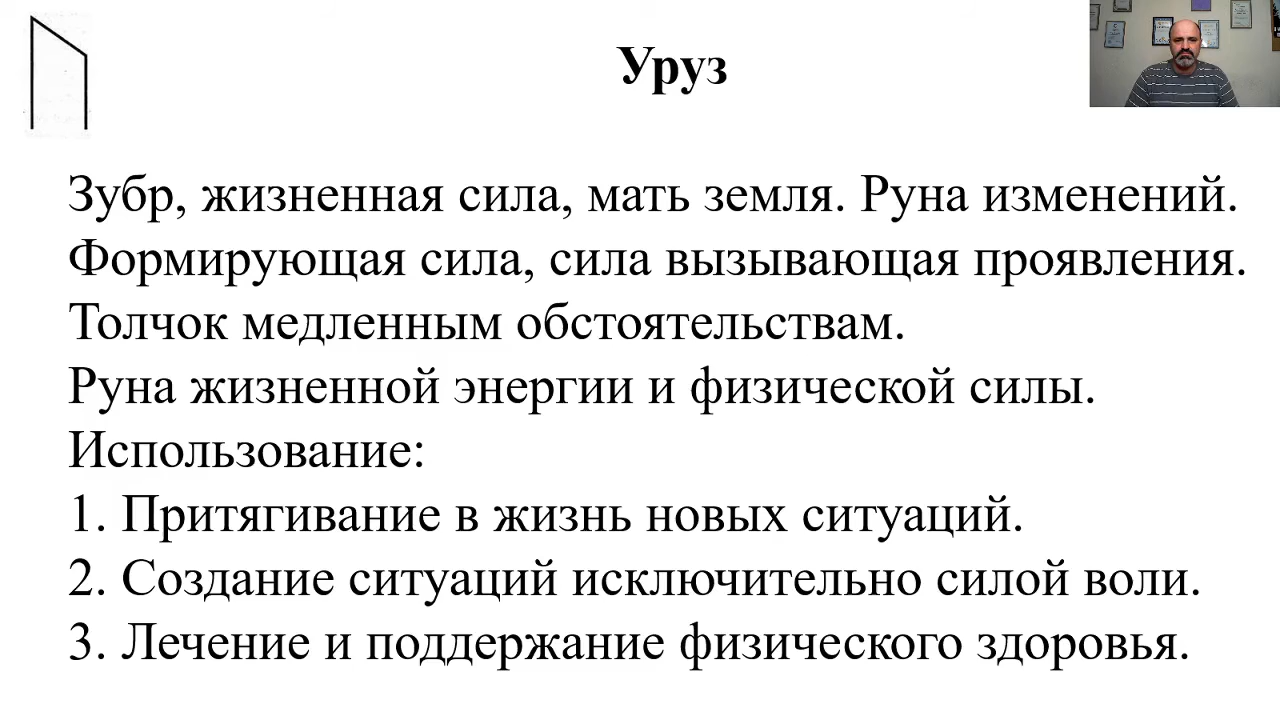 Уруз
Зубр, жизненная сила, мать земля. Руна изменений.
Формирующая сила, сила вызывающая проявления.
Толчок медленным обстоятельствам.
Руна жизненной энергии и физической силы.
Использование:
1. Притягивание в жизнь новых ситуаций.
2. Создание ситуаций исключительно силой воли.
3. Лечение и поддержание физического здоровья.